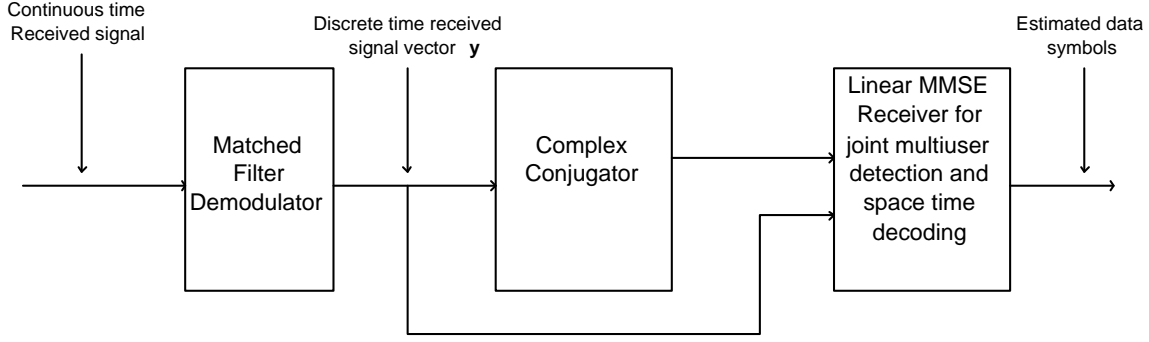 Continuous time
Received signal
Discrete time received
signal vector y
Estimated data
symbols
Matched
Filter
Demodulator
Complex
Conjugator
Linear MMSE
Receiver for
joint multiuser
detection and
space time
decoding